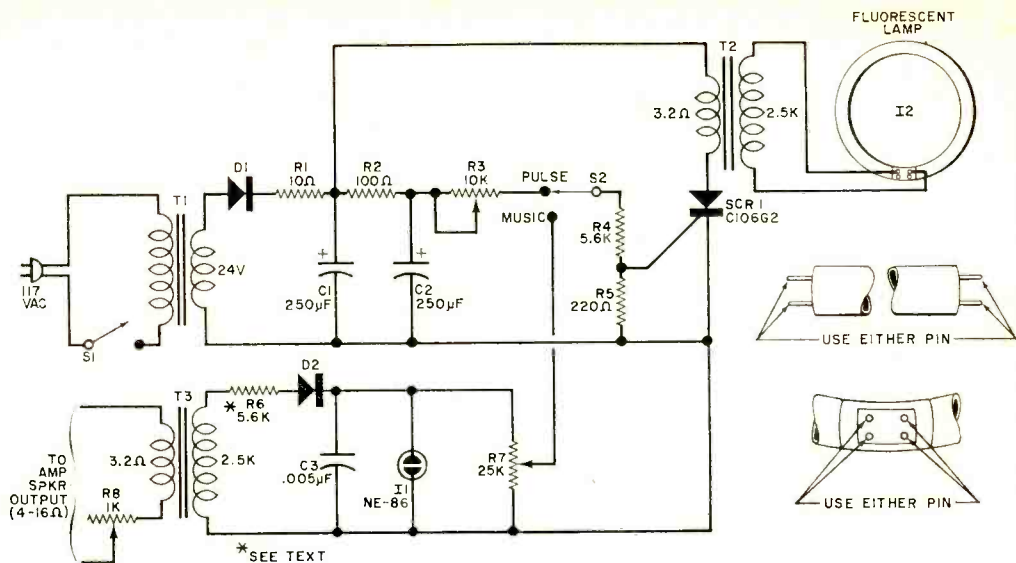 FLUORESCENT
LAMP
T2
3.2Ω
2.5K
I2
D1
R1
10Ω
R2
100Ω
R3
10K
PULSE
S2
MUSIC
SCR 1
C106G2
R4
5.6K
R5
220Ω
T1
24V
117
VAC
S1
+
C1
250µF
+
C2
250µF
USE EITHER PIN
D2
T3
* R6
5.6K
3.2Ω
2.5K
C3
.005µF
I1
NE-86
R7
25K
TO
AMP
SPKR
OUTPUT
(4-16Ω)
R8
1K
*SEE TEXT
USE EITHER PIN